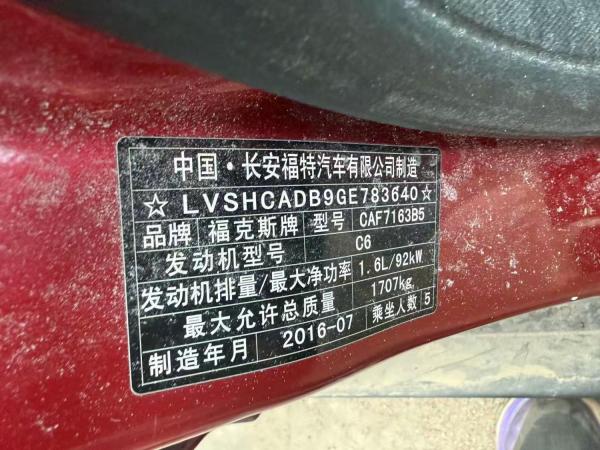 中国·长安福特汽车有限公司制造
☆LVSHCADB9GE783640☆
品牌 福克斯牌 型号 CAF7163B5
发动机型号 C6
发动机排量/最大净功率 1.6L/92kW
最大允许总质量 1707kg
制造年月 2016-07 乘坐人数 5